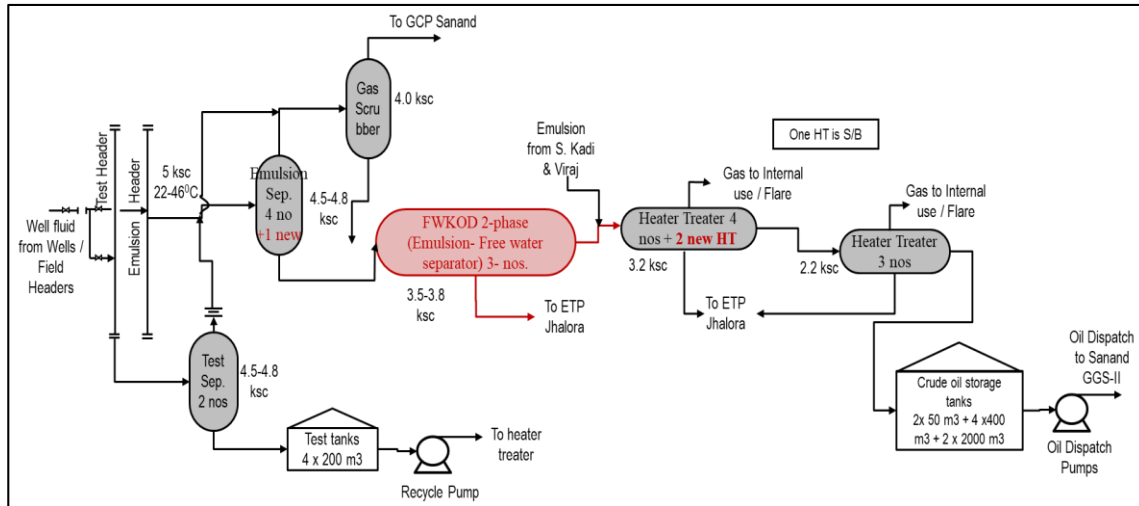 To GCP Sanand
Gas
Scru
bber
4.0 ksc
Test Header
Emulsion Header
5 ksc
22-46⁰C
Well fluid
from Wells /
Field
Headers
Emulsion
Sep.
4 no
+1 new
4.5-4.8
ksc
Emulsion
from S. Kadi
& Viraj
One HT is S/B
FWKOD 2-phase
(Emulsion- Free water
separator) 3- nos.
3.5-3.8
ksc
To ETP
Jhalora
Gas to Internal
use / Flare
Heater Treater 4
nos + 2 new HT
3.2 ksc
Gas to Internal
use / Flare
Heater Treater
3 nos
2.2 ksc
To ETP
Jhalora
Test
Sep.
2 nos
4.5-4.8
ksc
Test tanks
4 x 200 m3
To heater
treater
Recycle Pump
Crude oil storage
tanks
2x 50 m3 + 4 x400
m3 + 2 x 2000 m3
Oil Dispatch
to Sanand
GGS-II
Oil Dispatch
Pumps